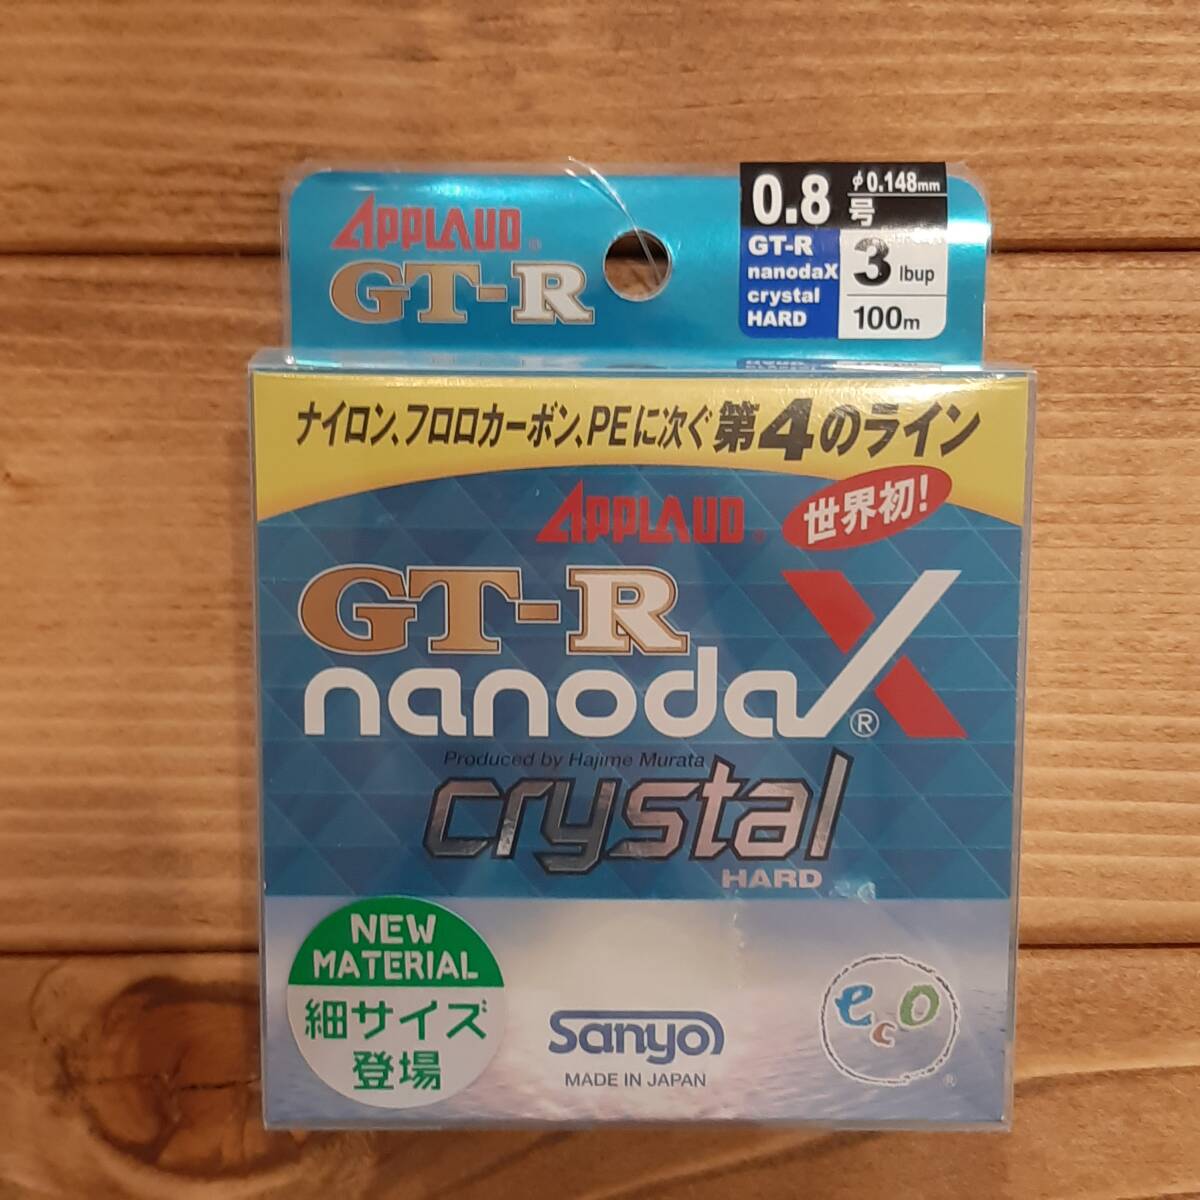 APPLAUD®
GT-R
0.8号
φ0.148mm
GT-R
nanodaX
crystal
HARD
3 lbup
100m
ナイロン、フロロカーボン、PEに次ぐ第4のライン
APPLAUD®
世界初!
GT-R
nanodaX®
Produced by Hajime Murata
crystal
HARD
NEW
MATERIAL
細サイズ
登場
Sanyo
MADE IN JAPAN
eco
®